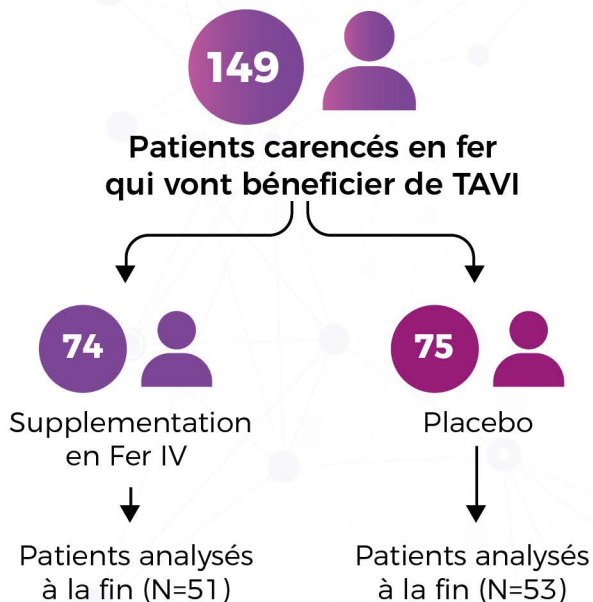 149
Patients carencés en fer
qui vont béneficier de TAVI
74
75
Supplementation
en Fer IV
Placebo
Patients analysés
à la fin (N=51)
Patients analysés
à la fin (N=53)